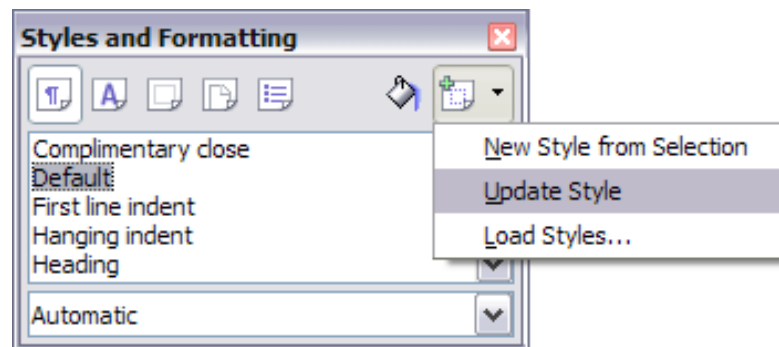 Styles and Formatting
Complimentary close
Default
First line indent
Hanging indent
Heading
New Style from Selection
Update Style
Load Styles...
Automatic